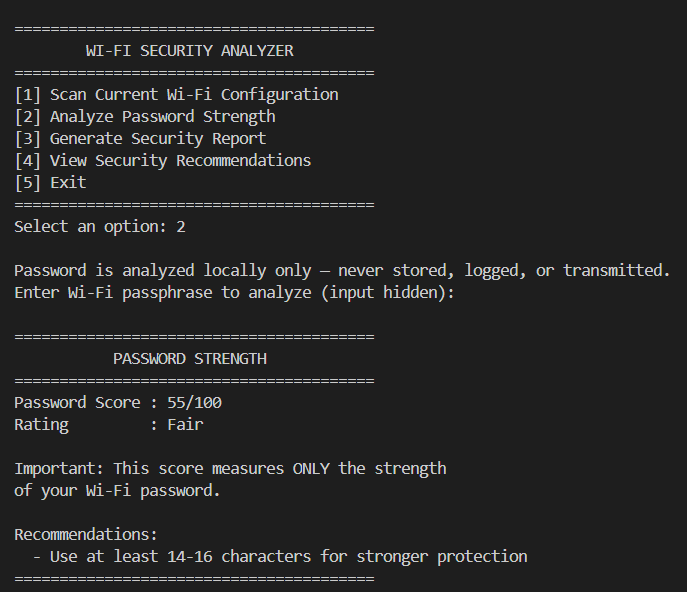 ========================================
WI-FI SECURITY ANALYZER
========================================
[1] Scan Current Wi-Fi Configuration
[2] Analyze Password Strength
[3] Generate Security Report
[4] View Security Recommendations
[5] Exit
========================================
Select an option: 2
Password is analyzed locally only — never stored, logged, or transmitted.
Enter Wi-Fi passphrase to analyze (input hidden):
========================================
PASSWORD STRENGTH
========================================
Password Score : 55/100
Rating         : Fair
Important: This score measures ONLY the strength
of your Wi-Fi password.
Recommendations:
- Use at least 14-16 characters for stronger protection
========================================